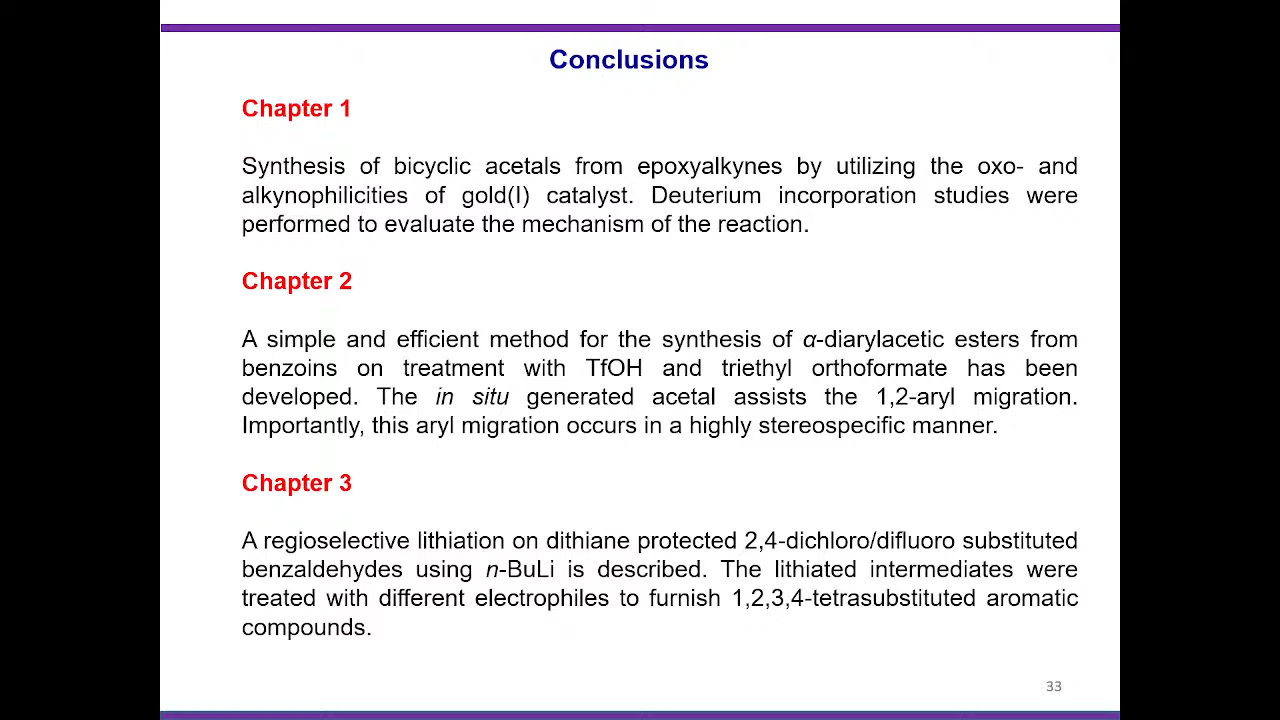 Conclusions
Chapter 1
Synthesis of bicyclic acetals from epoxyalkynes by utilizing the oxo- and
alkynophilicities of gold(I) catalyst. Deuterium incorporation studies were
performed to evaluate the mechanism of the reaction.
Chapter 2
A simple and efficient method for the synthesis of α-diarylacetic esters from
benzoins on treatment with TfOH and triethyl orthoformate has been
developed. The in situ generated acetal assists the 1,2-aryl migration.
Importantly, this aryl migration occurs in a highly stereospecific manner.
Chapter 3
A regioselective lithiation on dithiane protected 2,4-dichloro/difluoro substituted
benzaldehydes using n-BuLi is described. The lithiated intermediates were
treated with different electrophiles to furnish 1,2,3,4-tetrasubstituted aromatic
compounds.
33